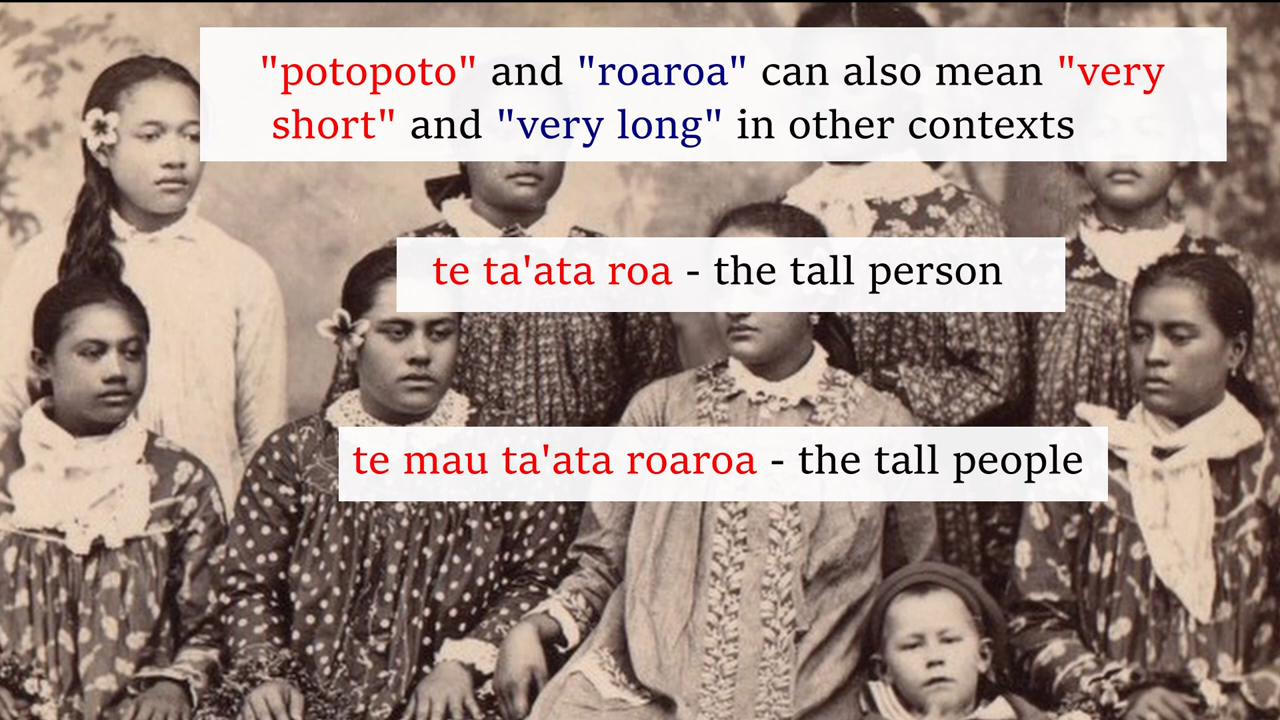 "potopoto" and "roaroa" can also mean "very
short" and "very long" in other contexts
te ta'ata roa - the tall person
te mau ta'ata roaroa - the tall people